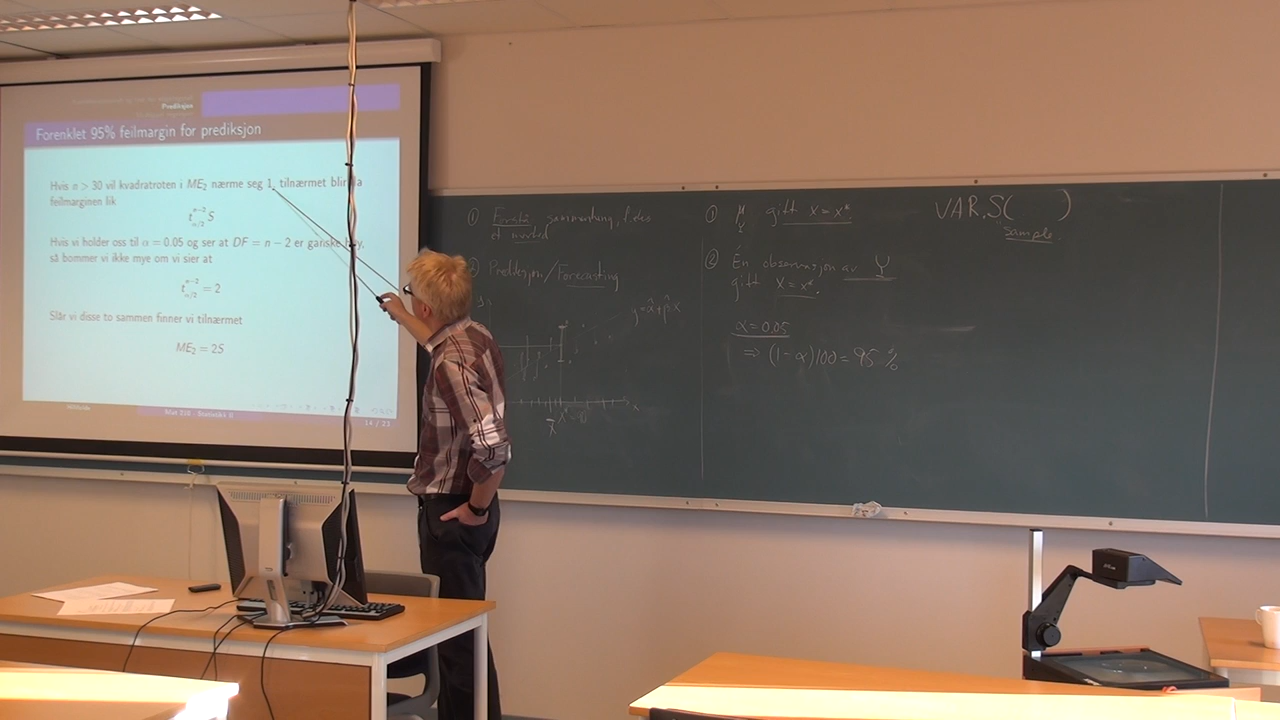 Prediksjon
Forenklet 95% feilmargin for prediksjon
Hvis n > 30 vil kvadratroten i ME₂ nærme seg 1, tilnærmet blir
feilmarginen lik
t^{n−2}_{α/2} S
Hvis vi holder oss til α = 0.05 og ser at DF = n − 2 er ganske høy,
så bommer vi ikke mye om vi sier at
t^{n−2}_{α/2} = 2
Slår vi disse to sammen finner vi tilnærmet
ME₂ = 2S
Mat 210 - Statistikk II
14 / 23
① Forstå sammenheng, f.eks
et
② Prediksjon/Forecasting
y = α̂ + β̂ x
x
x̄
① μ_Y gitt X = x*
② Én observasjon av Y
gitt X = x*.
α = 0.05
⇒ (1 − α)100 = 95 %
VAR.S( )
Sample.